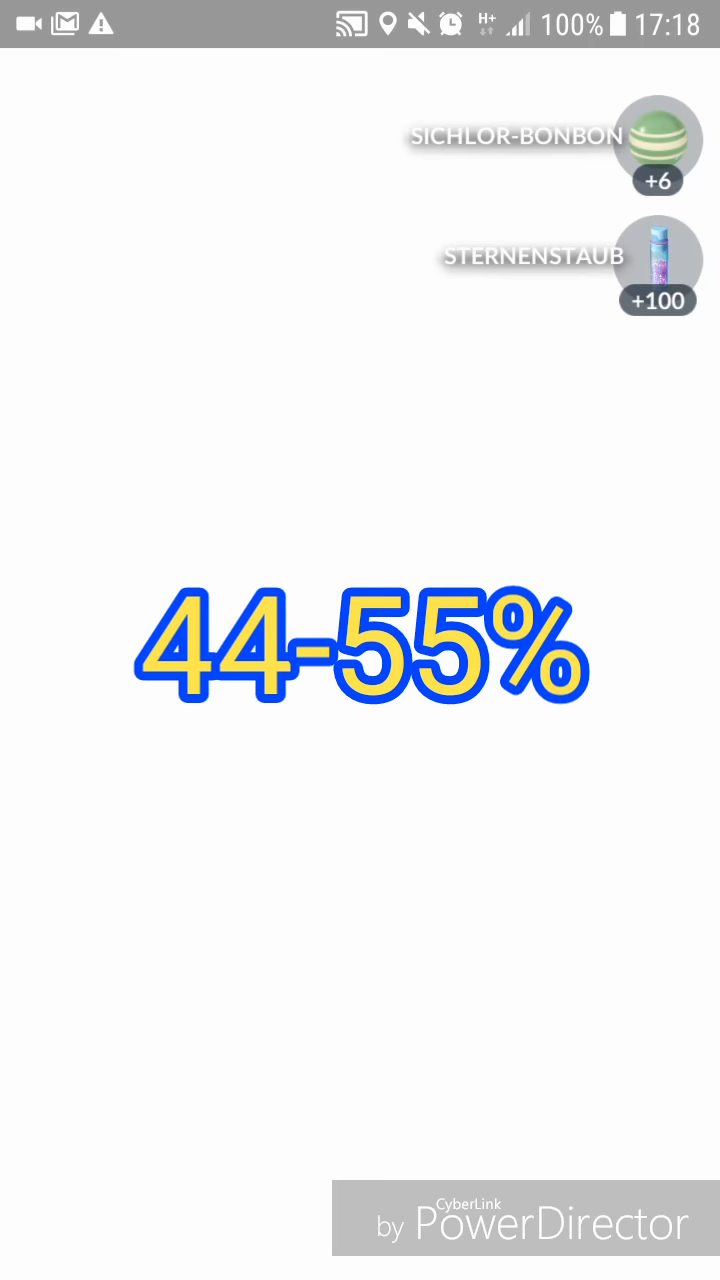 H+ 100% 17:18
SICHLOR-BONBON
+6
STERNENSTAUB
+100
44-55%
CyberLink
by PowerDirector